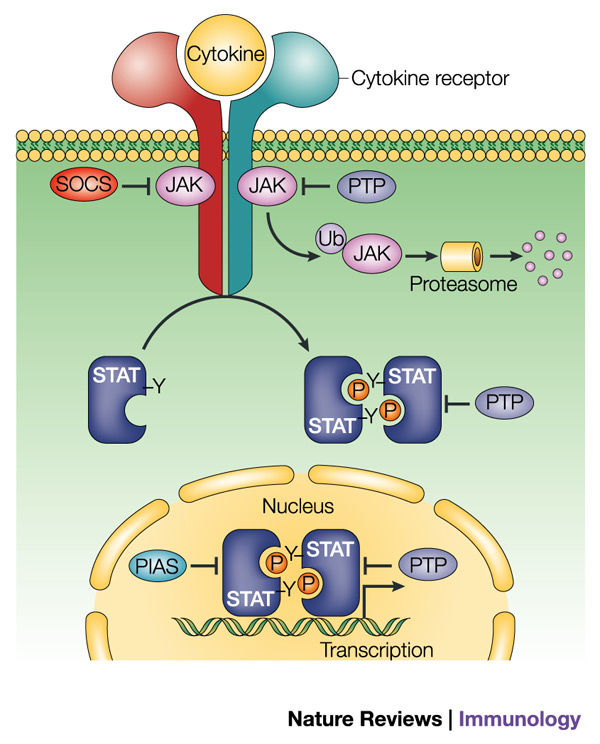 Cytokine
Cytokine receptor
SOCS
JAK
JAK
PTP
Ub
JAK
Proteasome
STAT
Y
P
Y
STAT
STAT
Y
P
PTP
Nucleus
PIAS
P
Y
STAT
STAT
Y
P
PTP
Transcription
Nature Reviews | Immunology